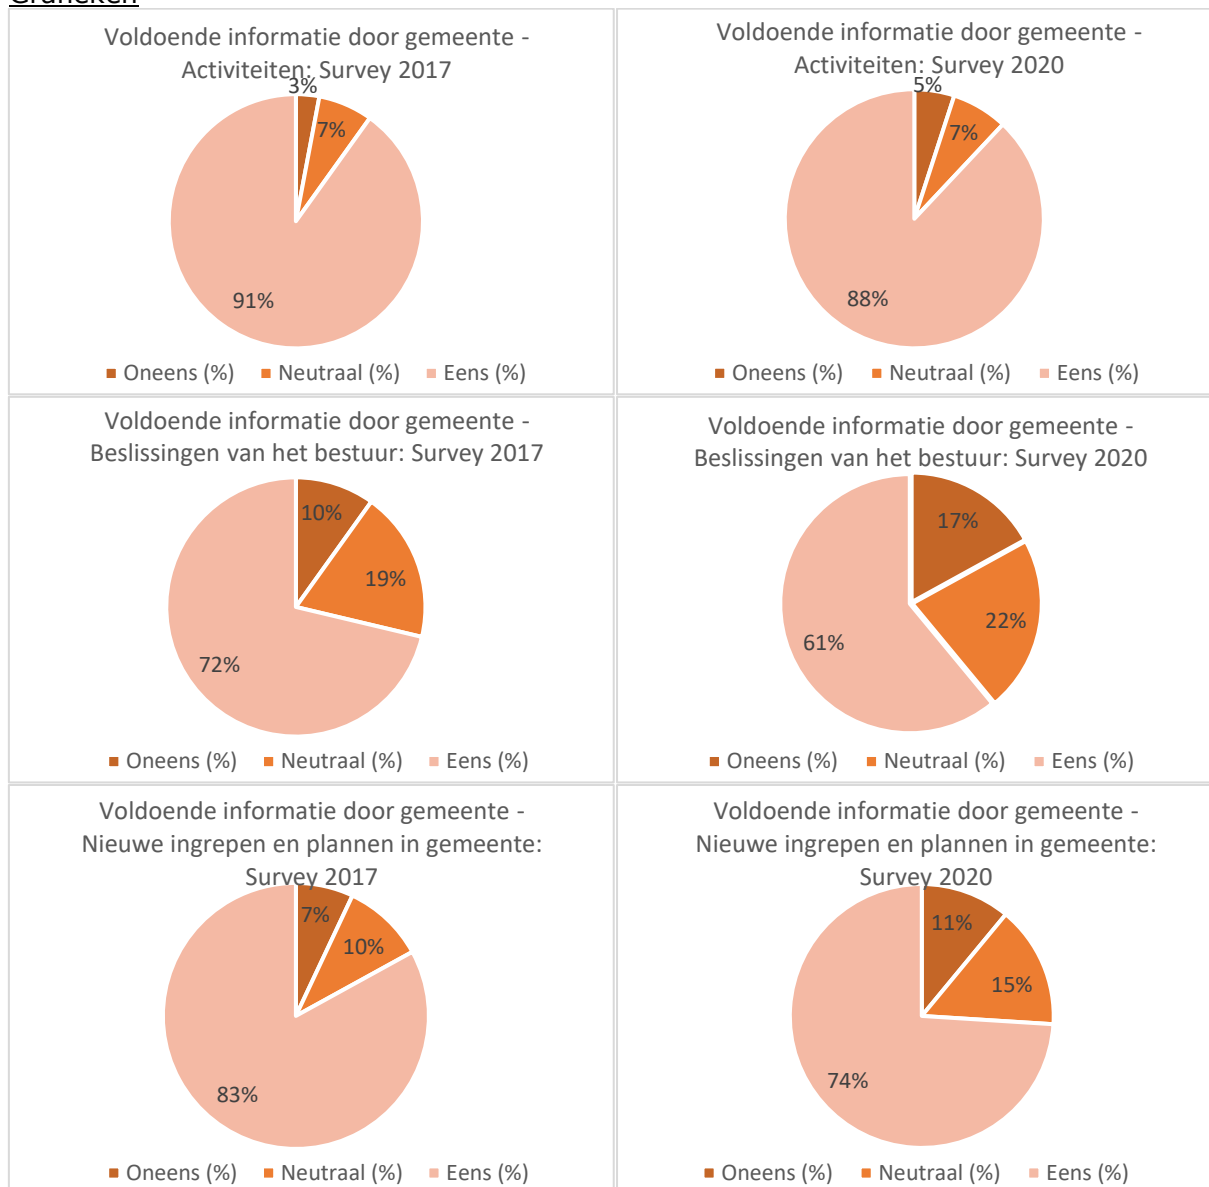 Grafieken
Voldoende informatie door gemeente -
Activiteiten: Survey 2017
3%
7%
91%
Oneens (%) Neutraal (%) Eens (%)
Voldoende informatie door gemeente -
Activiteiten: Survey 2020
5%
7%
88%
Oneens (%) Neutraal (%) Eens (%)
Voldoende informatie door gemeente -
Beslissingen van het bestuur: Survey 2017
10%
19%
72%
Oneens (%) Neutraal (%) Eens (%)
Voldoende informatie door gemeente -
Beslissingen van het bestuur: Survey 2020
17%
22%
61%
Oneens (%) Neutraal (%) Eens (%)
Voldoende informatie door gemeente -
Nieuwe ingrepen en plannen in gemeente:
Survey 2017
7%
10%
83%
Oneens (%) Neutraal (%) Eens (%)
Voldoende informatie door gemeente -
Nieuwe ingrepen en plannen in gemeente:
Survey 2020
11%
15%
74%
Oneens (%) Neutraal (%) Eens (%)